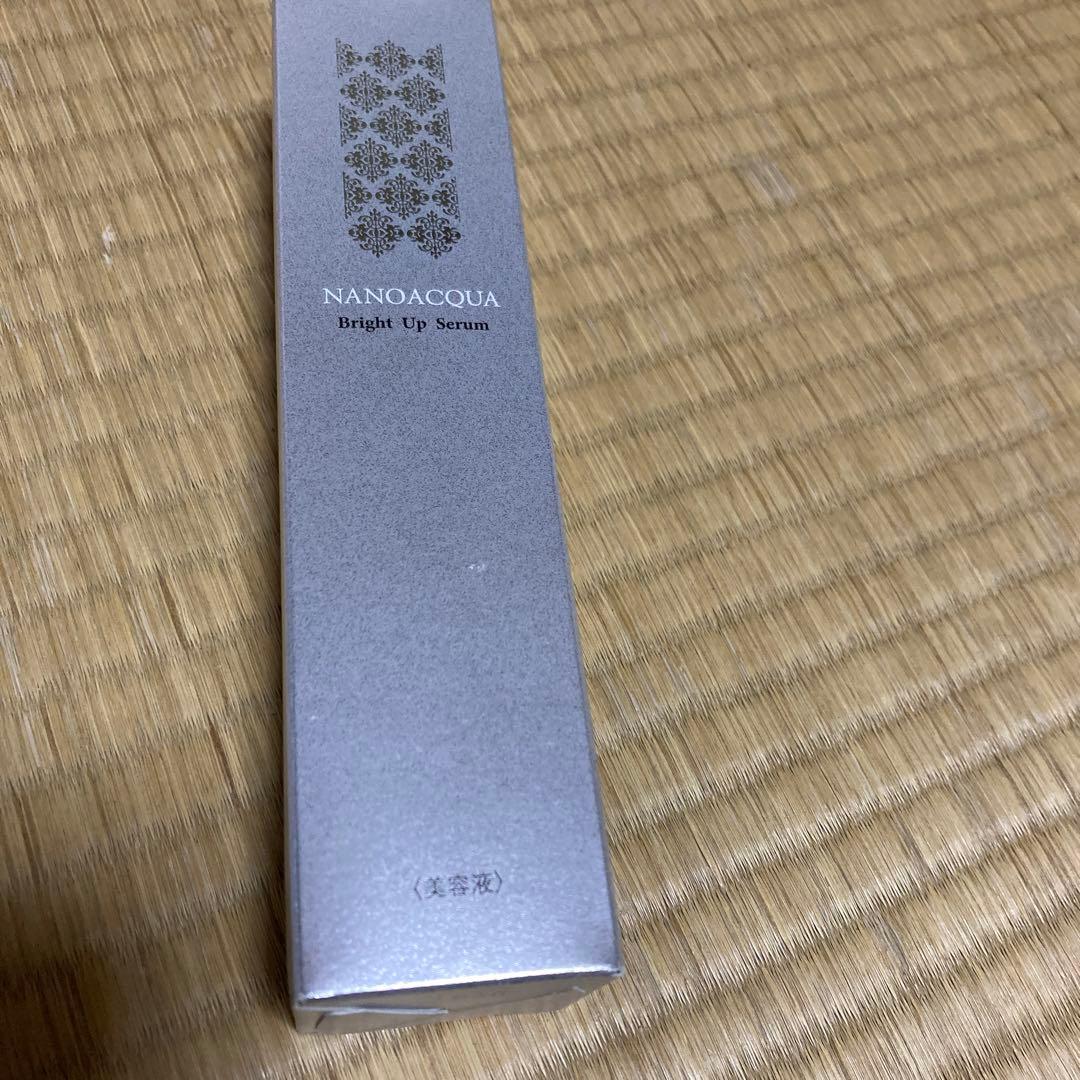 NANOACQUA
Bright Up Serum
〈美容液〉